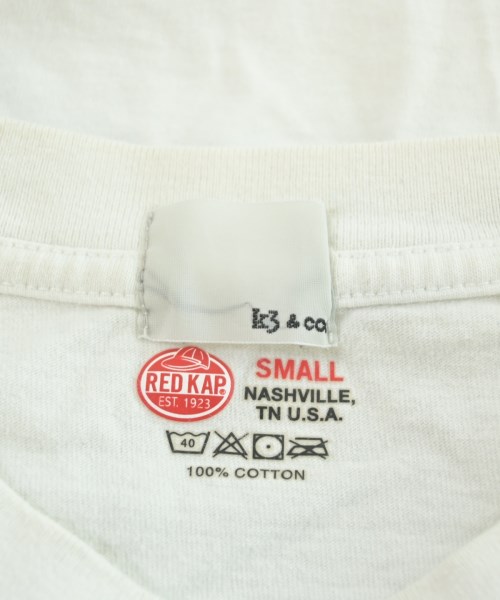 k3 & co.
RED KAP
EST. 1923
SMALL
NASHVILLE,
TN U.S.A.
40
100% COTTON